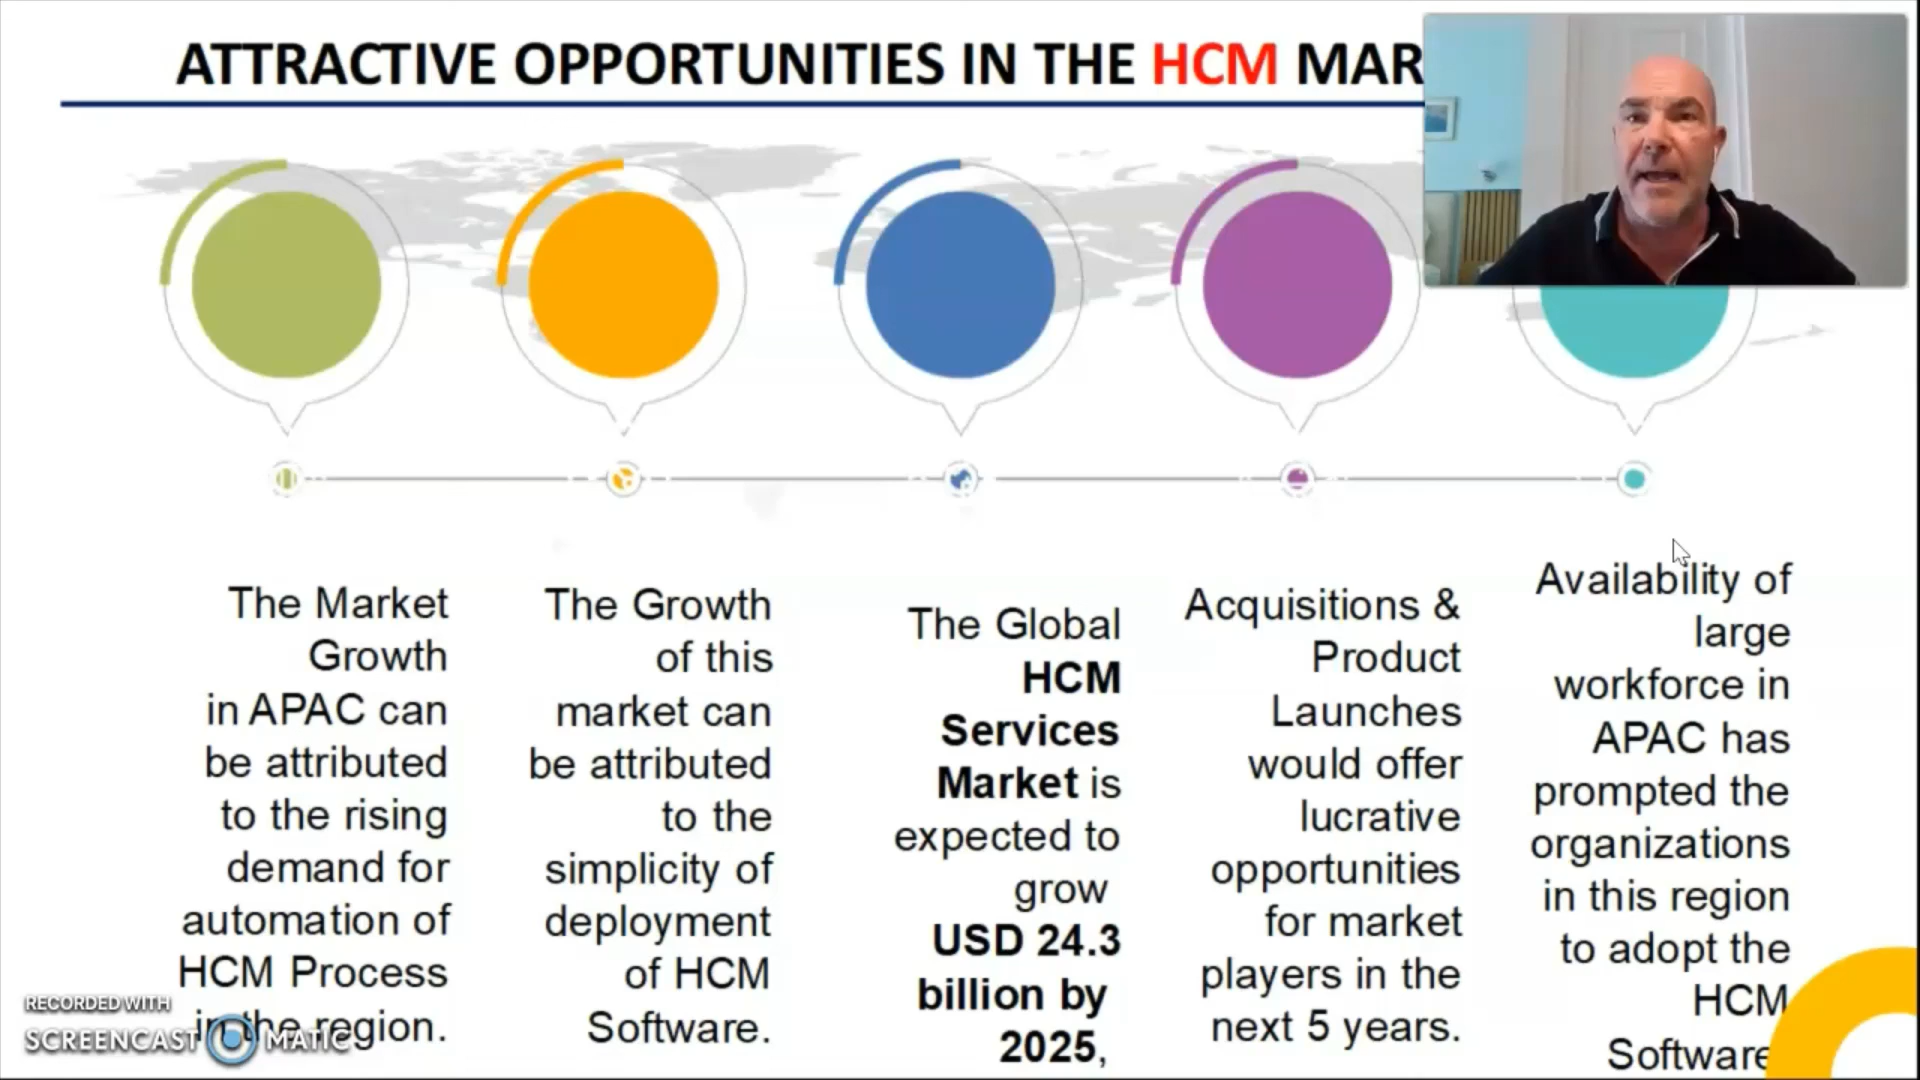 ATTRACTIVE OPPORTUNITIES IN THE HCM MAR
The Market
Growth
in APAC can
be attributed
to the rising
demand for
automation of
HCM Process
in the region.
The Growth
of this
market can
be attributed
to the
simplicity of
deployment
of HCM
Software.
The Global
HCM
Services
Market is
expected to
grow
USD 24.3
billion by
2025,
Acquisitions &
Product
Launches
would offer
lucrative
opportunities
for market
players in the
next 5 years.
Availability of
large
workforce in
APAC has
prompted the
organizations
in this region
to adopt the
HCM
Software
RECORDED WITH
SCREENCAST MATIC